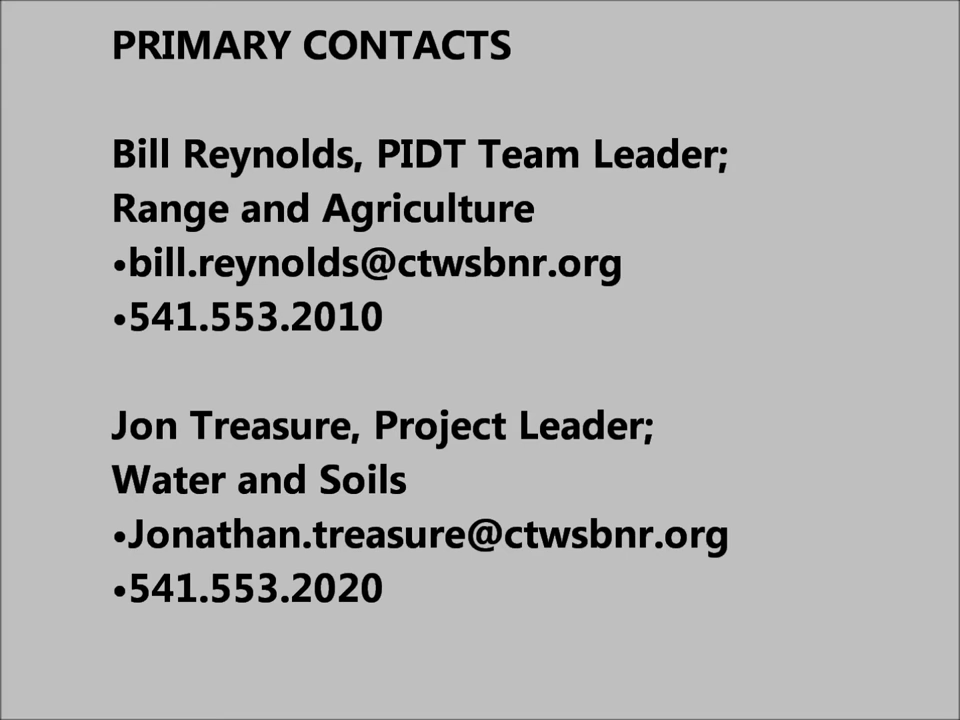 PRIMARY CONTACTS
Bill Reynolds, PIDT Team Leader;
Range and Agriculture
•bill.reynolds@ctwsbnr.org
•541.553.2010
Jon Treasure, Project Leader;
Water and Soils
•Jonathan.treasure@ctwsbnr.org
•541.553.2020